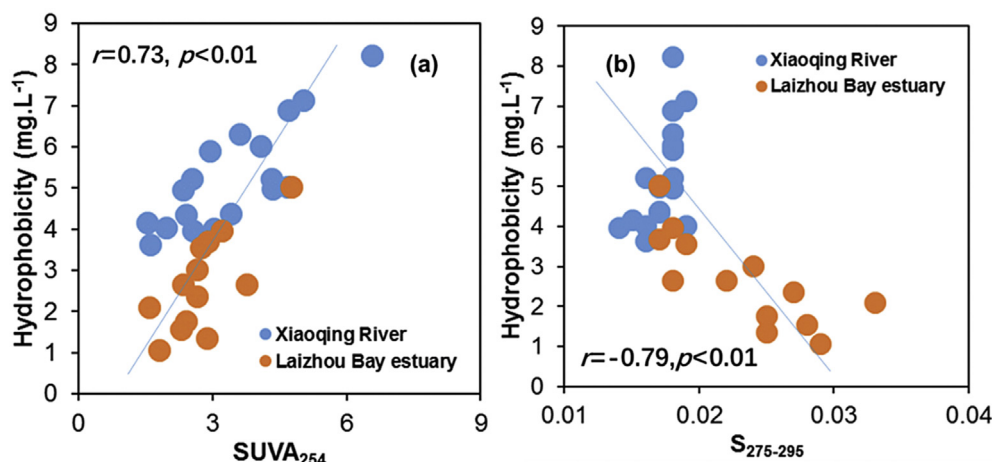 9
8
7
6
5
4
3
2
1
0
Hydrophobicity (mg.L-1)
r=0.73, p<0.01
(a)
Xiaoqing River
Laizhou Bay estuary
0
3
6
9
SUVA254
9
8
7
6
5
4
3
2
1
0
Hydrophobicity (mg.L-1)
(b)
Xiaoqing River
Laizhou Bay estuary
r=-0.79,p<0.01
0.01
0.02
0.03
0.04
S275-295